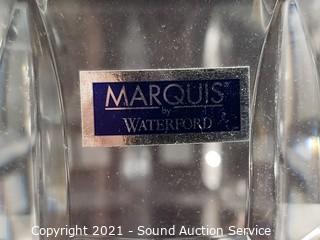 MARQUIS
by
WATERFORD
Copyright 2021 - Sound Auction Service